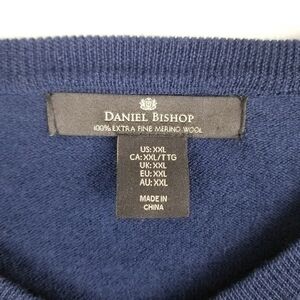 DANIEL BISHOP
100% EXTRA FINE MERINO WOOL
US: XXL
CA: XXL/TTG
UK: XXL
EU: XXL
AU: XXL
MADE IN
CHINA